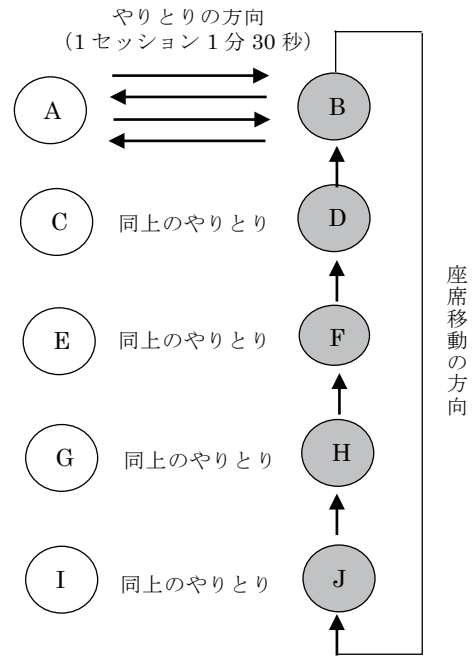 やりとりの方向
（1 セッション 1 分 30 秒）
A
B
C 同上のやりとり D
E 同上のやりとり F
G 同上のやりとり H
I 同上のやりとり J
座席移動の方向